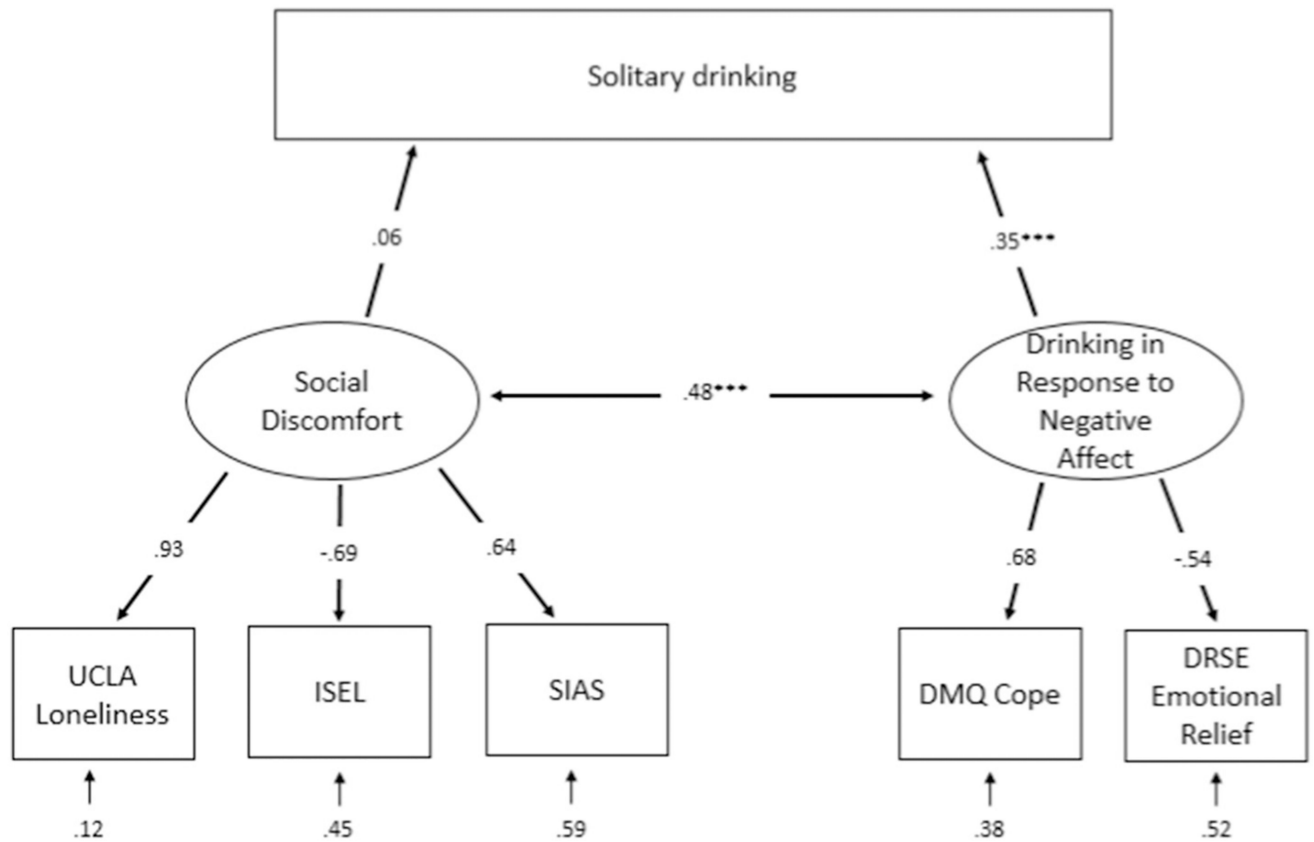 Solitary drinking
.06
.35***
Social
Discomfort
.48***
Drinking in
Response to
Negative
Affect
.93
-.69
.64
.68
-.54
UCLA
Loneliness
ISEL
SIAS
DMQ Cope
DRSE
Emotional
Relief
.12
.45
.59
.38
.52